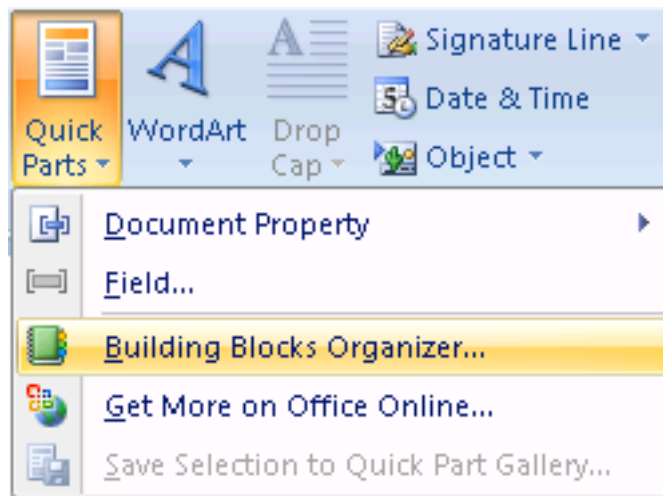 Quick
Parts
WordArt
Drop
Cap
Signature Line
Date & Time
Object
Document Property
Field...
Building Blocks Organizer...
Get More on Office Online...
Save Selection to Quick Part Gallery...